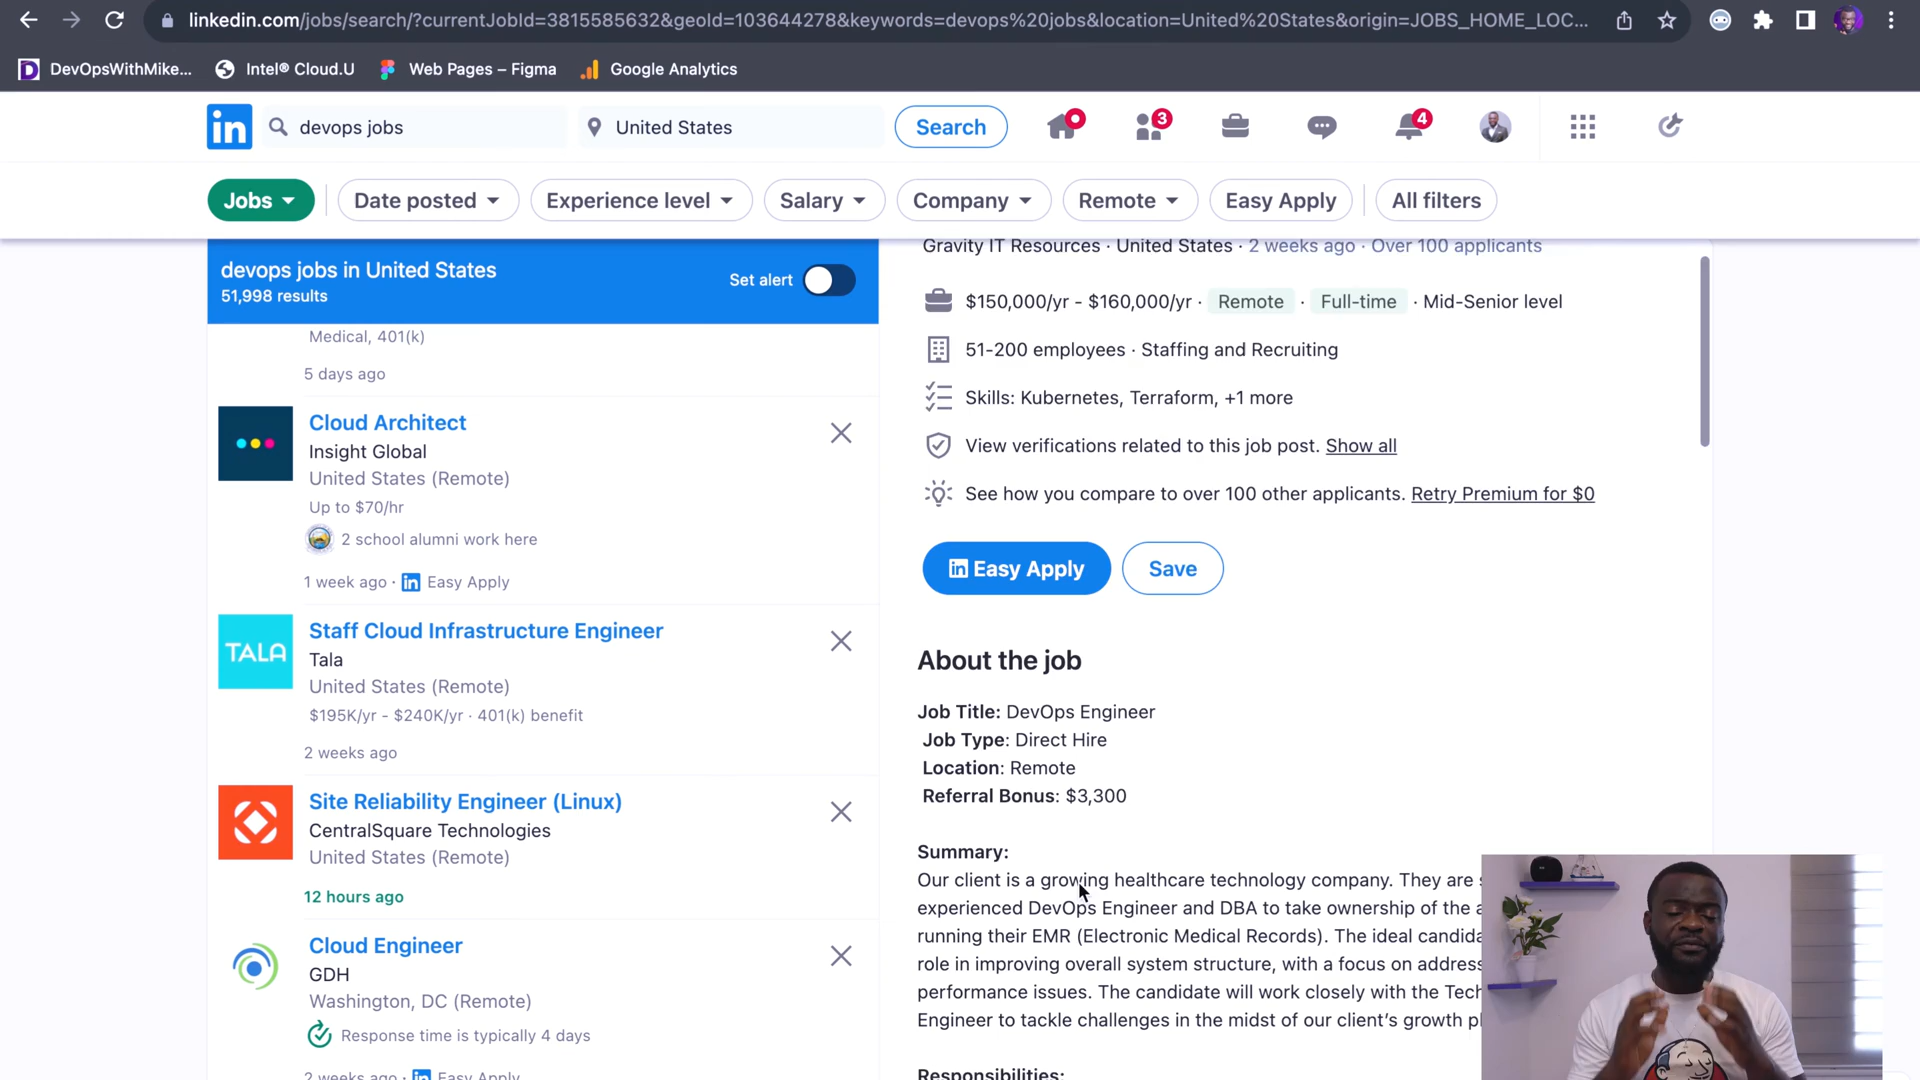 linkedin.com/jobs/search/?currentJobId=3815585632&geoId=103644278&keywords=devops%20jobs&location=United%20States&origin=JOBS_HOME_LOC...
DevOpsWithMike...
Intel® Cloud.U
Web Pages – Figma
Google Analytics
in
devops jobs
United States
Search
3
4
Jobs
Date posted
Experience level
Salary
Company
Remote
Easy Apply
All filters
devops jobs in United States
51,998 results
Set alert
Medical, 401(k)
5 days ago
Cloud Architect
Insight Global
United States (Remote)
Up to $70/hr
2 school alumni work here
1 week ago · in Easy Apply
TALA
Staff Cloud Infrastructure Engineer
Tala
United States (Remote)
$195K/yr - $240K/yr · 401(k) benefit
2 weeks ago
Site Reliability Engineer (Linux)
CentralSquare Technologies
United States (Remote)
12 hours ago
Cloud Engineer
GDH
Washington, DC (Remote)
Response time is typically 4 days
2 weeks ago · in Easy Apply
Gravity IT Resources · United States · 2 weeks ago · Over 100 applicants
$150,000/yr - $160,000/yr · Remote · Full-time · Mid-Senior level
51-200 employees · Staffing and Recruiting
Skills: Kubernetes, Terraform, +1 more
View verifications related to this job post. Show all
See how you compare to over 100 other applicants. Retry Premium for $0
in Easy Apply
Save
About the job
Job Title: DevOps Engineer
Job Type: Direct Hire
Location: Remote
Referral Bonus: $3,300
Summary:
Our client is a growing healthcare technology company. They are
experienced DevOps Engineer and DBA to take ownership of the
running their EMR (Electronic Medical Records). The ideal candida
role in improving overall system structure, with a focus on address
performance issues. The candidate will work closely with the Tech
Engineer to tackle challenges in the midst of our client's growth
Responsibilities: